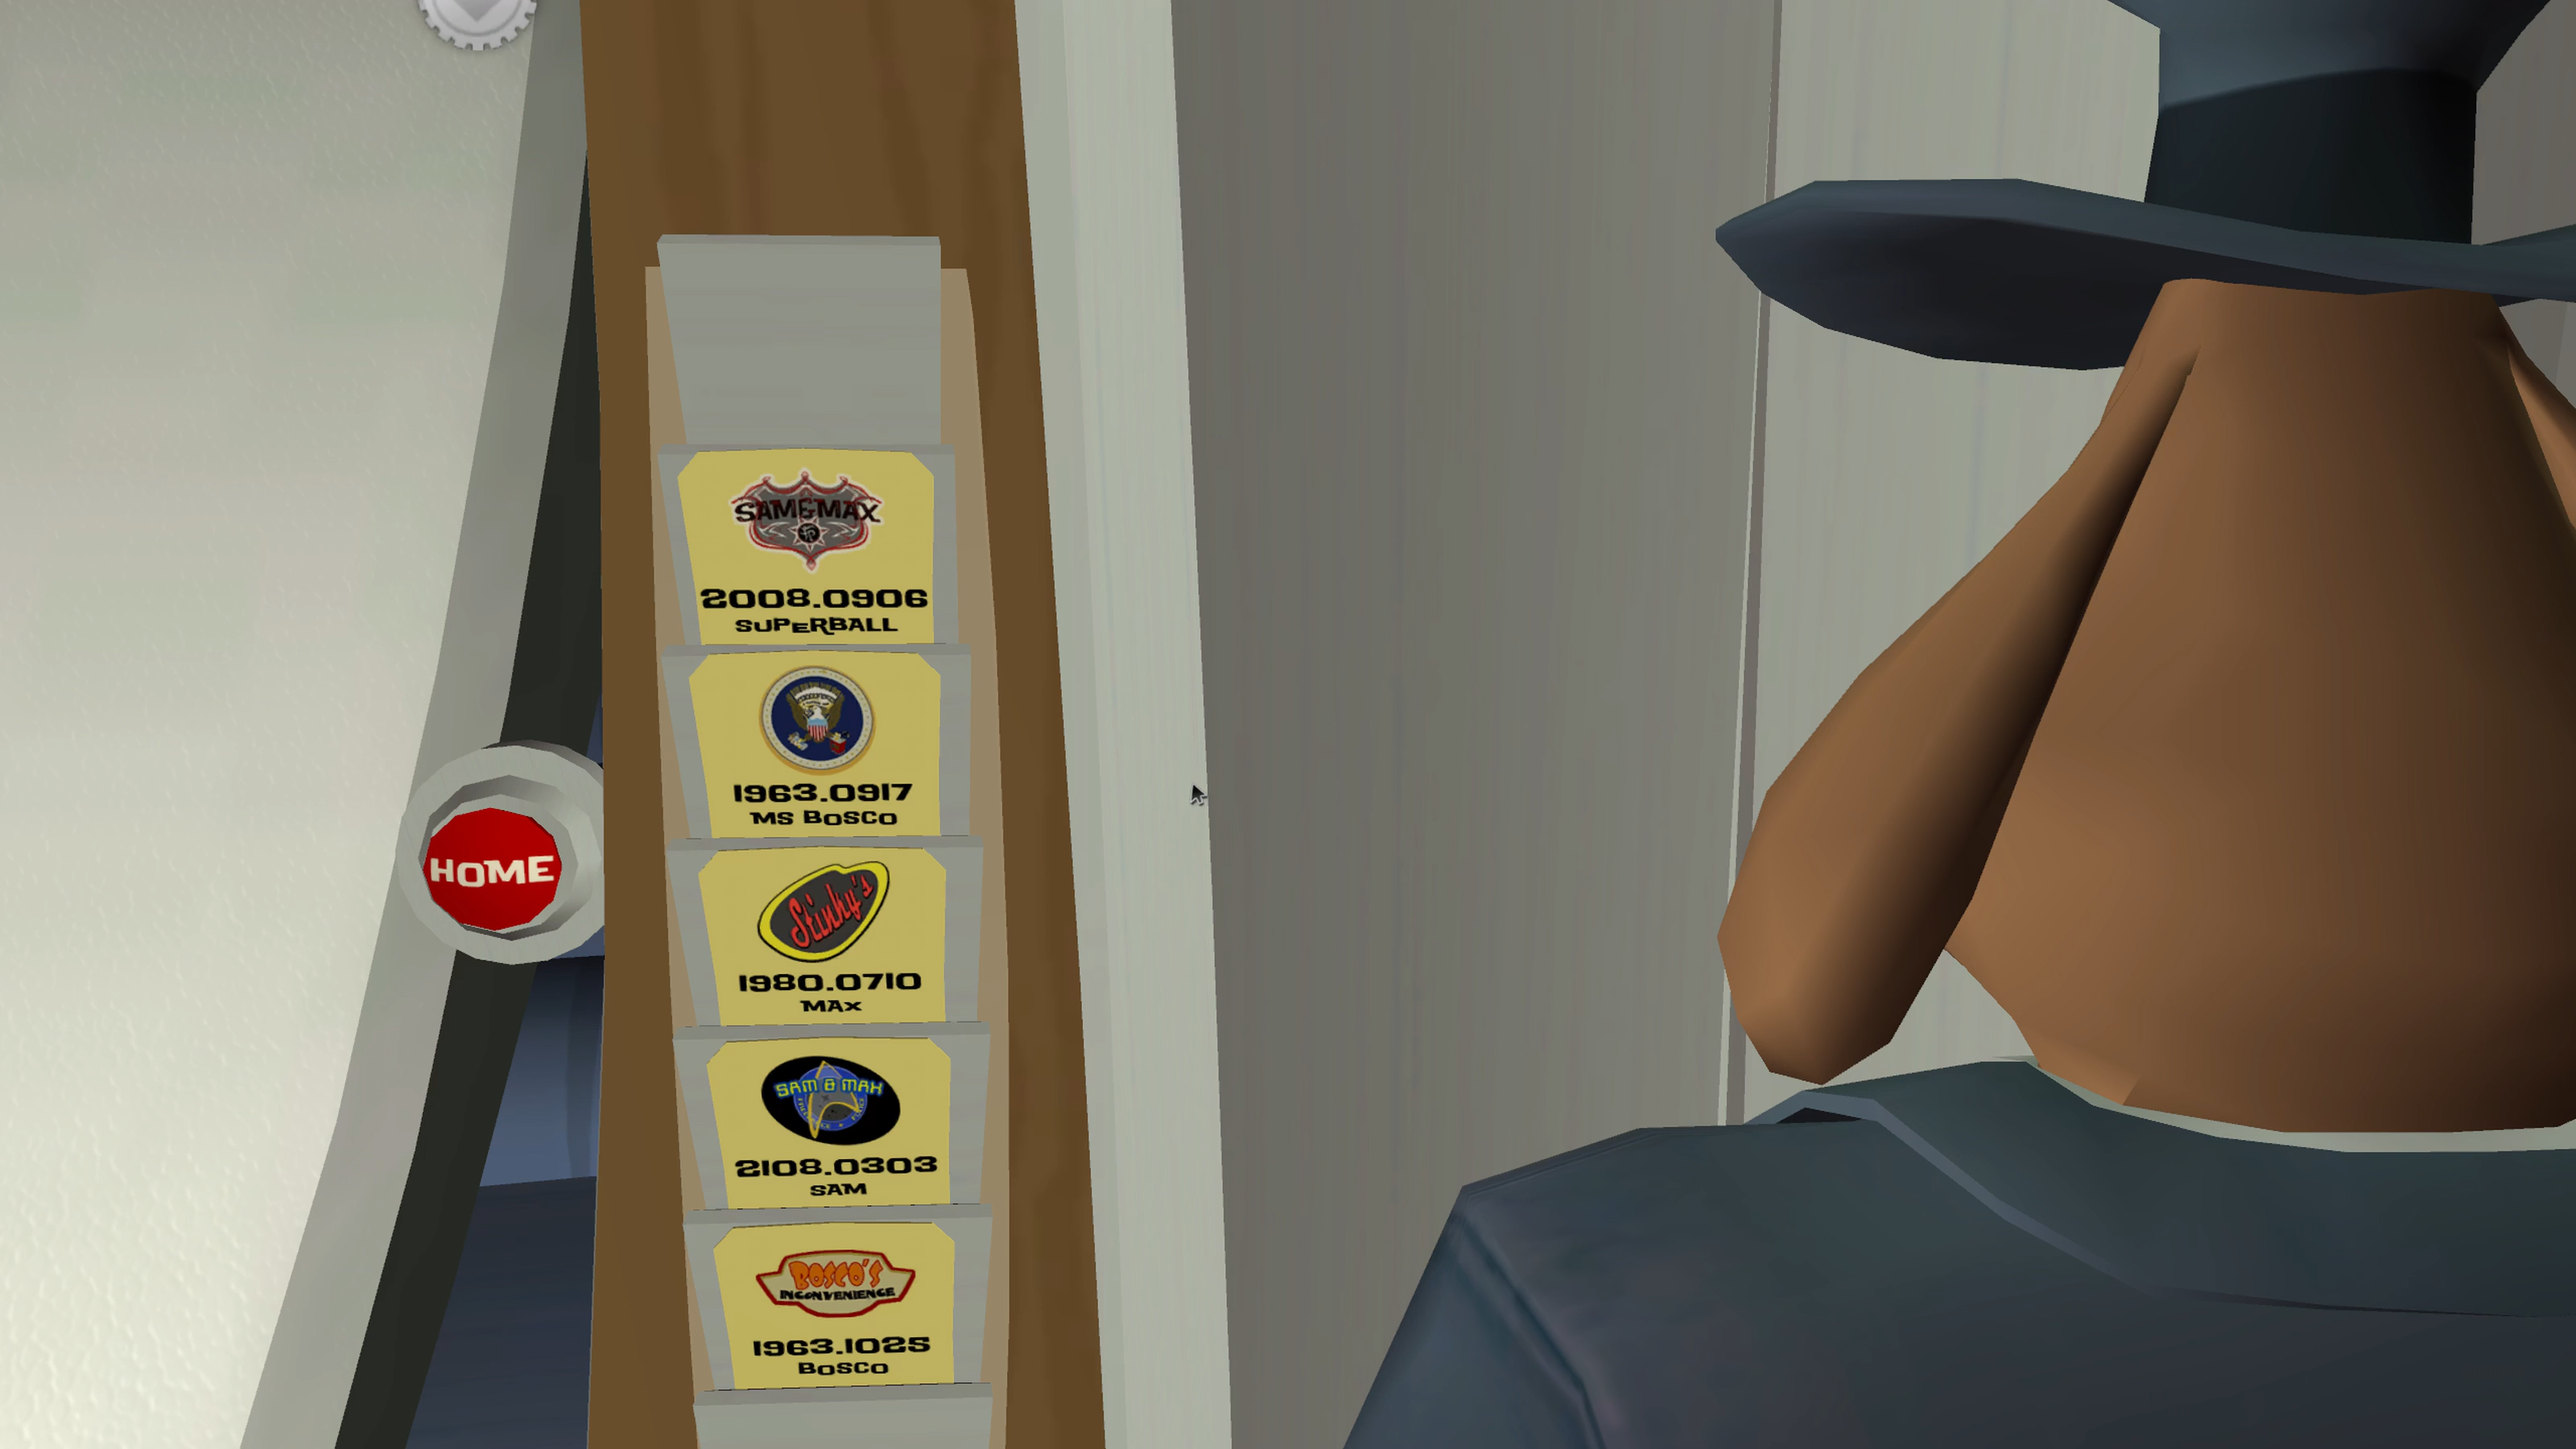 SAM&MAX
2008.0906
SUPERBALL
1963.0917
MS BOSCO
Stinky's
1980.0710
MAX
SAM & MAX
2108.0303
SAM
BOSCO'S
INCONVENIENCE
1963.1025
BOSCO
HOME